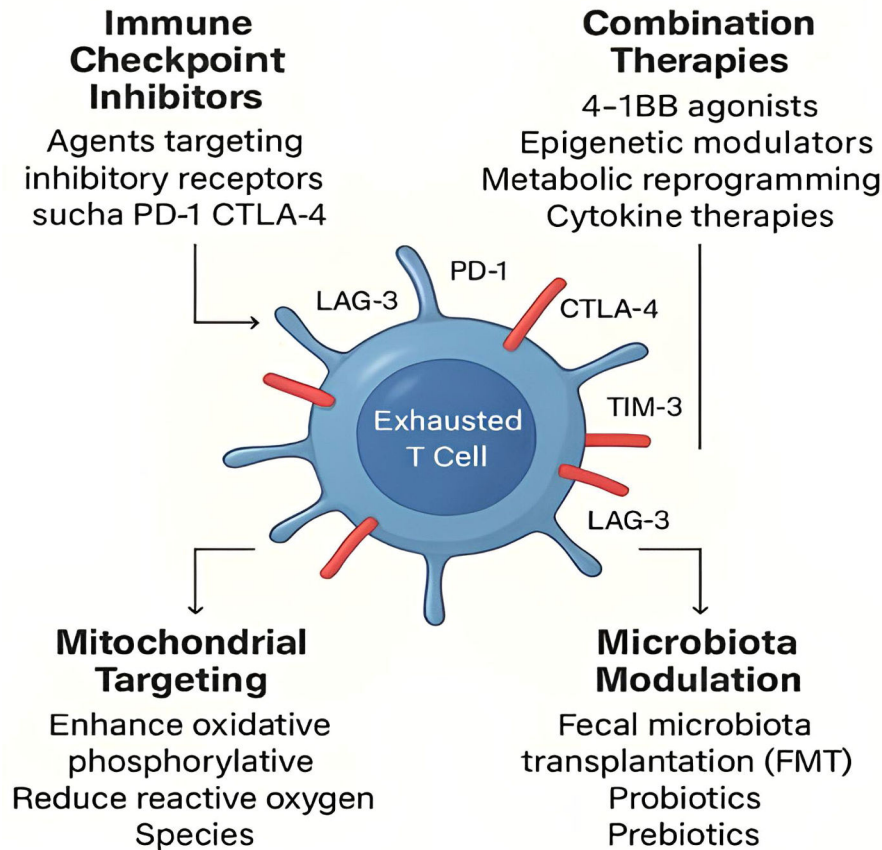 Immune
Checkpoint
Inhibitors
Agents targeting
inhibitory receptors
sucha PD-1 CTLA-4
Combination
Therapies
4-1BB agonists
Epigenetic modulators
Metabolic reprogramming
Cytokine therapies
PD-1
LAG-3
CTLA-4
TIM-3
Exhausted
T Cell
LAG-3
Mitochondrial
Targeting
Enhance oxidative
phosphorylative
Reduce reactive oxygen
Species
Microbiota
Modulation
Fecal microbiota
transplantation (FMT)
Probiotics
Prebiotics